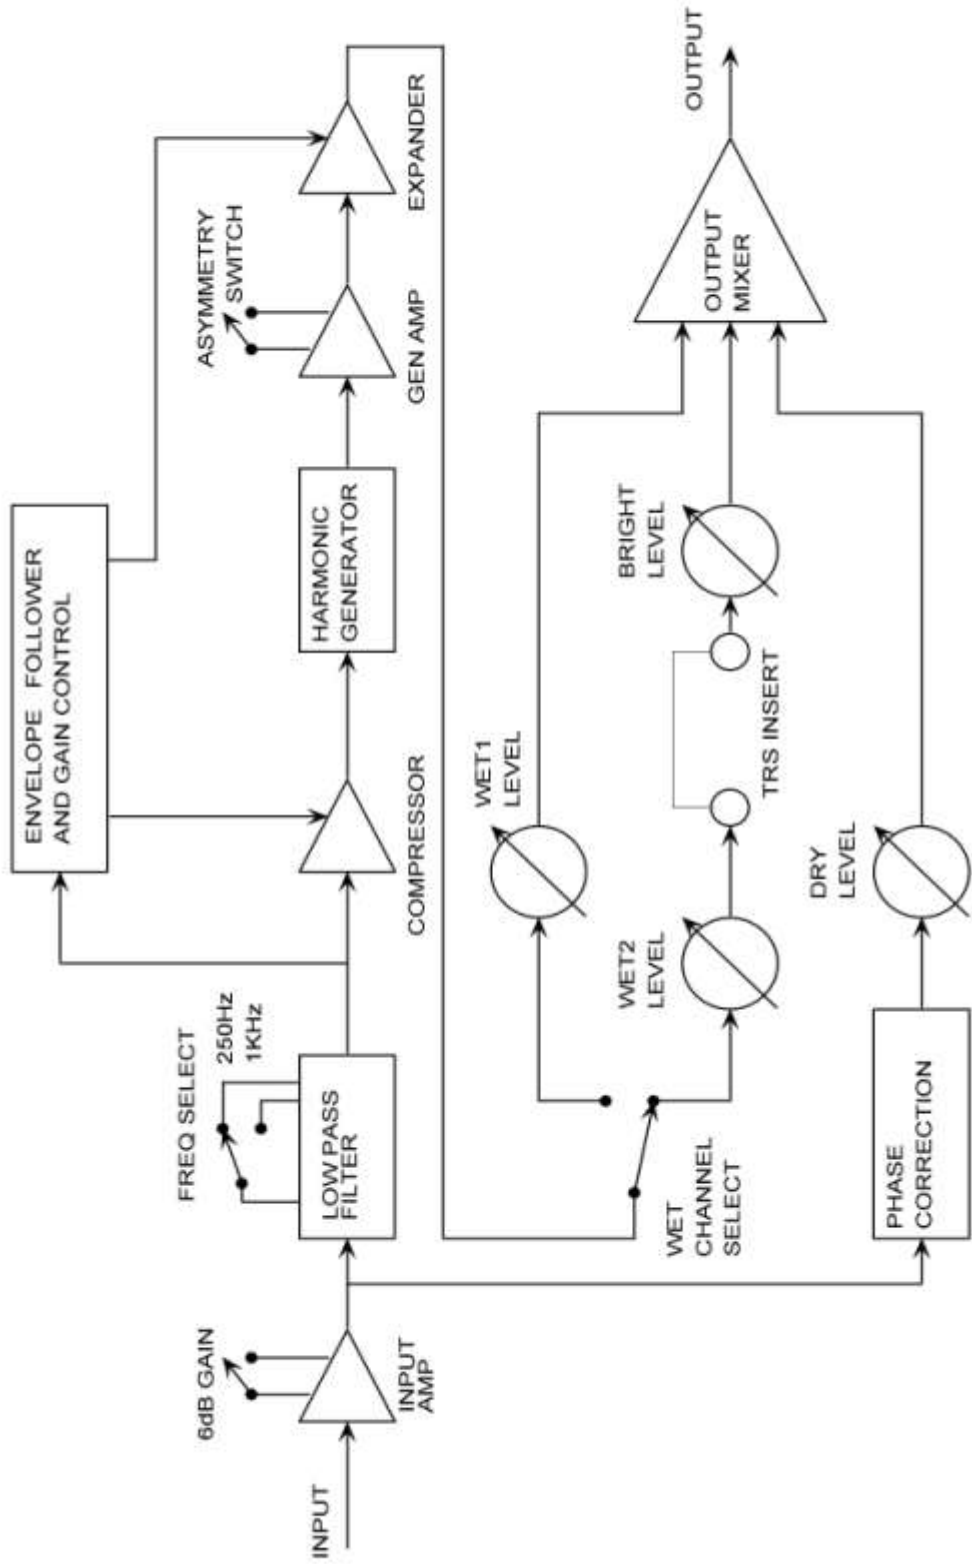 ENVELOPE FOLLOWER
AND GAIN CONTROL
6dB GAIN
FREQ SELECT
250Hz
1KHz
ASYMMETRY
SWITCH
INPUT
INPUT
AMP
LOW PASS
FILTER
COMPRESSOR
HARMONIC
GENERATOR
GEN AMP
EXPANDER
WET1
LEVEL
WET
CHANNEL
SELECT
WET2
LEVEL
TRS INSERT
BRIGHT
LEVEL
OUTPUT
MIXER
OUTPUT
PHASE
CORRECTION
DRY
LEVEL